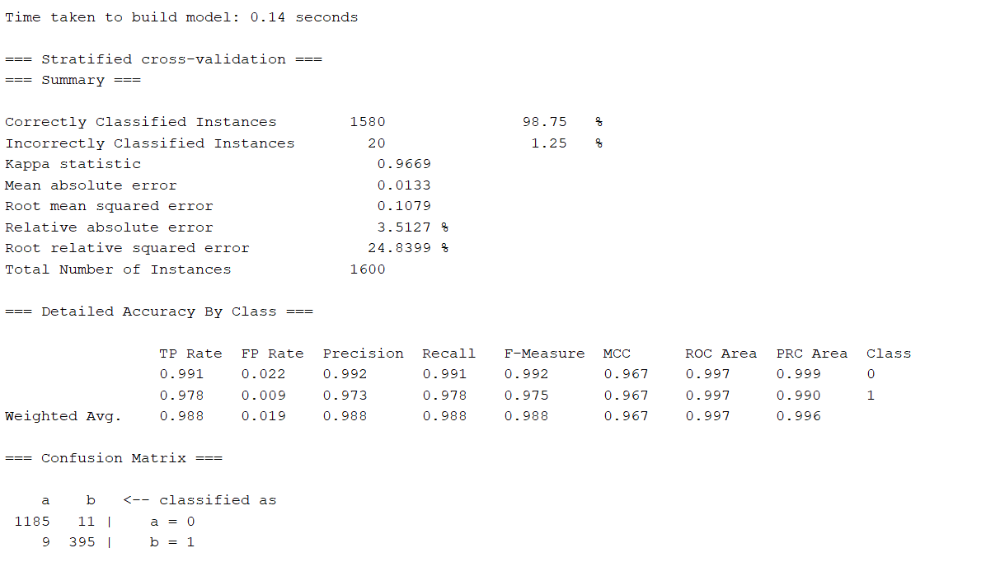 Time taken to build model: 0.14 seconds
=== Stratified cross-validation ===
=== Summary ===
Correctly Classified Instances        1580               98.75   %
Incorrectly Classified Instances        20                1.25   %
Kappa statistic                          0.9669
Mean absolute error                      0.0133
Root mean squared error                  0.1079
Relative absolute error                  3.5127 %
Root relative squared error             24.8399 %
Total Number of Instances             1600
=== Detailed Accuracy By Class ===
                 TP Rate  FP Rate  Precision  Recall   F-Measure  MCC      ROC Area  PRC Area  Class
                 0.991    0.022    0.992      0.991    0.992      0.967    0.997     0.999     0
                 0.978    0.009    0.973      0.978    0.975      0.967    0.997     0.990     1
Weighted Avg.    0.988    0.019    0.988      0.988    0.988      0.967    0.997     0.996
=== Confusion Matrix ===
    a    b   <-- classified as
 1185   11 |    a = 0
    9  395 |    b = 1